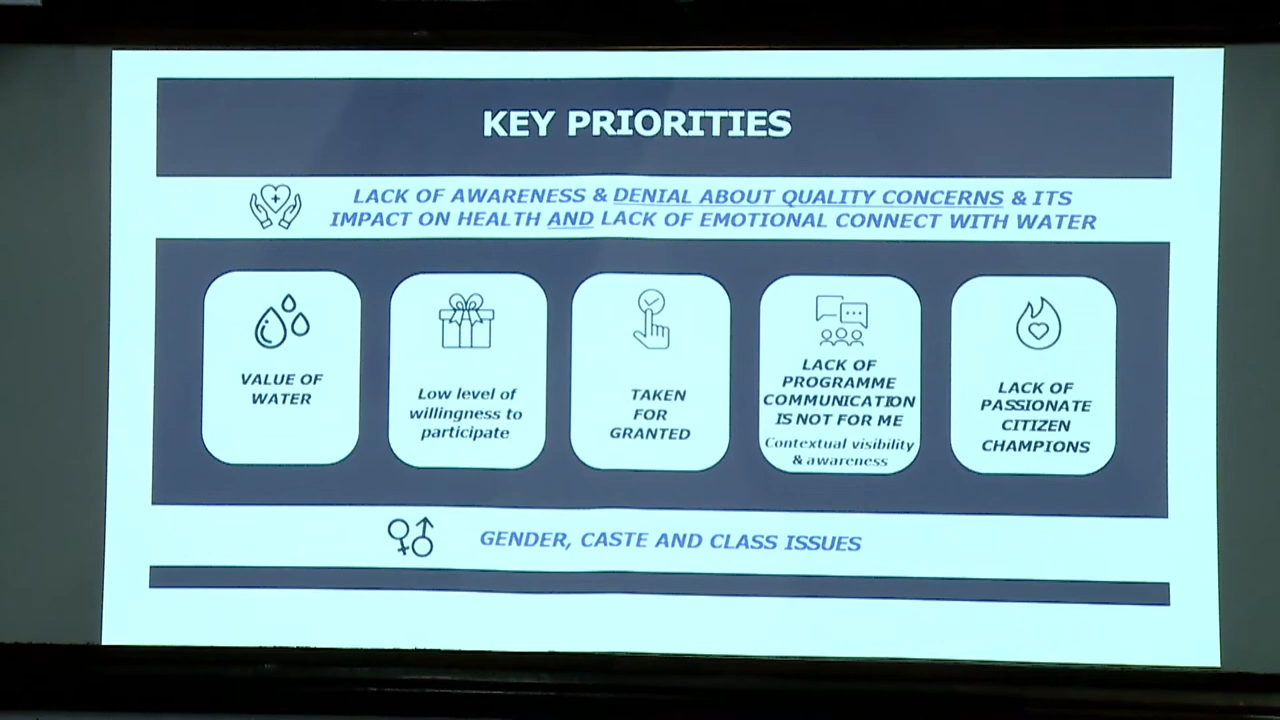 KEY PRIORITIES
LACK OF AWARENESS & DENIAL ABOUT QUALITY CONCERNS & ITS
IMPACT ON HEALTH AND LACK OF EMOTIONAL CONNECT WITH WATER
VALUE OF
WATER
Low level of
willingness to
participate
TAKEN
FOR
GRANTED
LACK OF
PROGRAMME
COMMUNICATION
IS NOT FOR ME
Contextual visibility
& awareness
LACK OF
PASSIONATE
CITIZEN
CHAMPIONS
GENDER, CASTE AND CLASS ISSUES